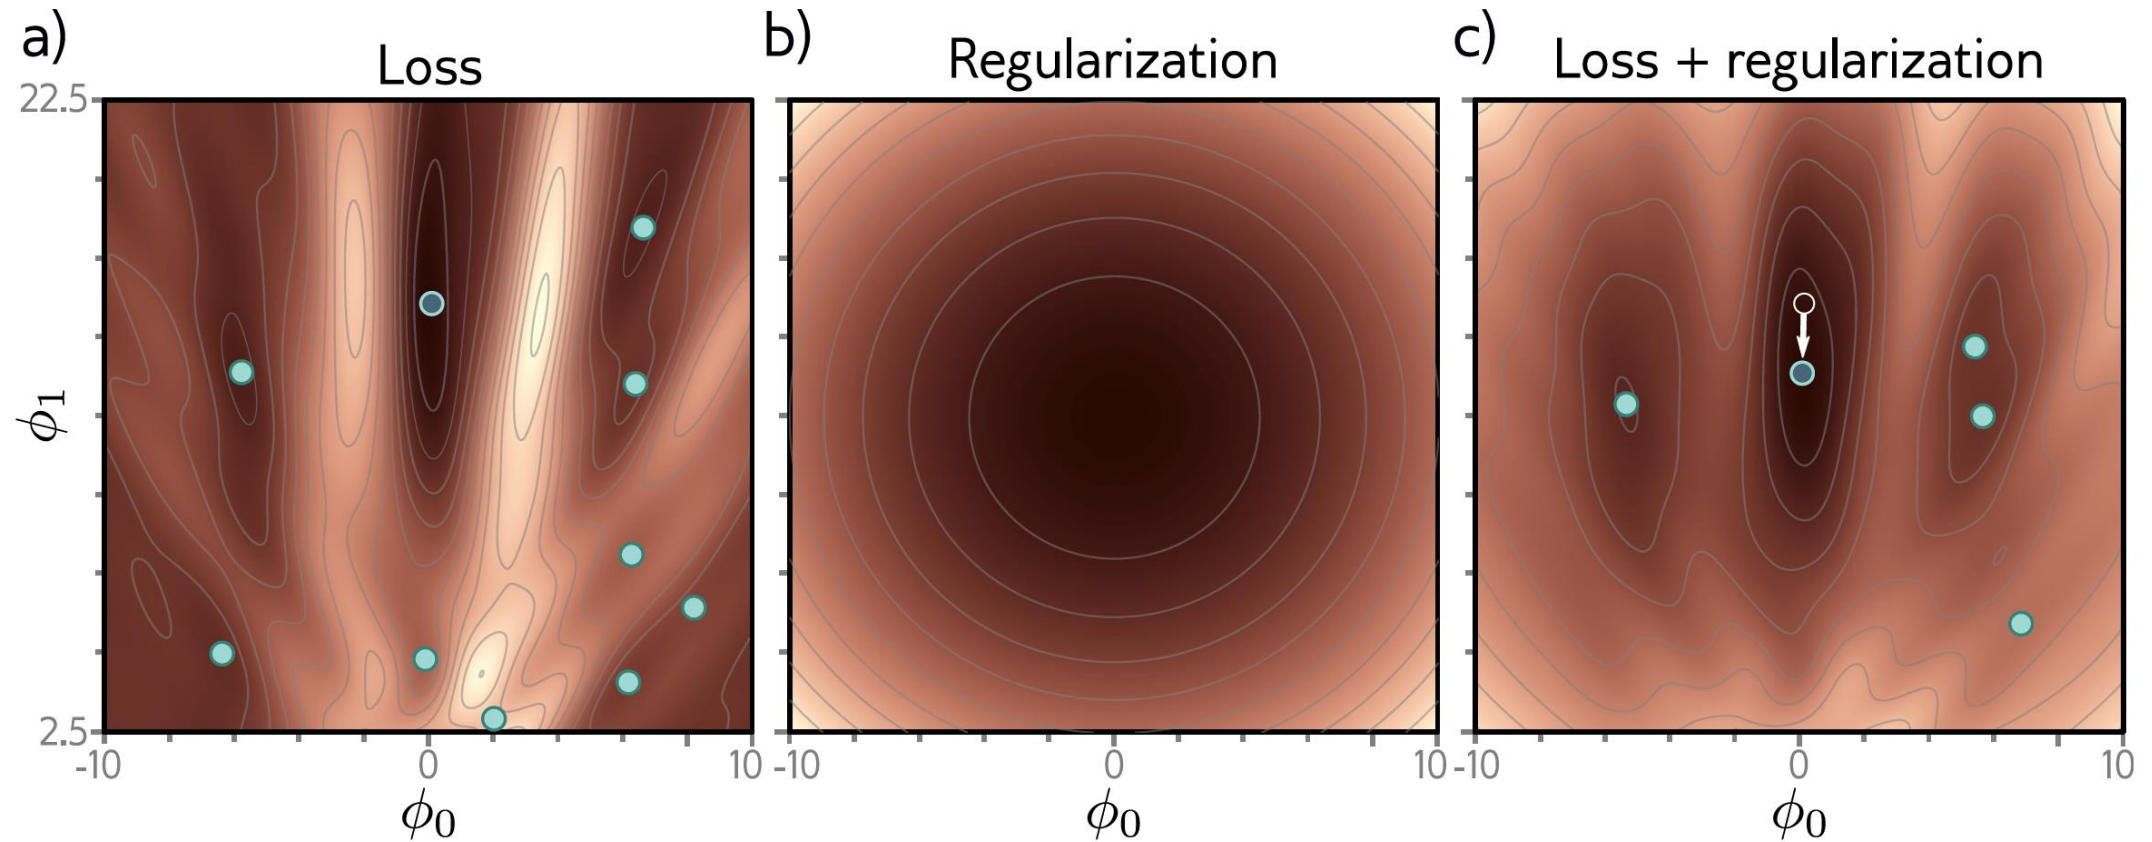 a) Loss
b) Regularization
c) Loss + regularization
22.5
ϕ₁
2.5
-10 0 10
-10 0 10
-10 0 10
ϕ₀
ϕ₀
ϕ₀